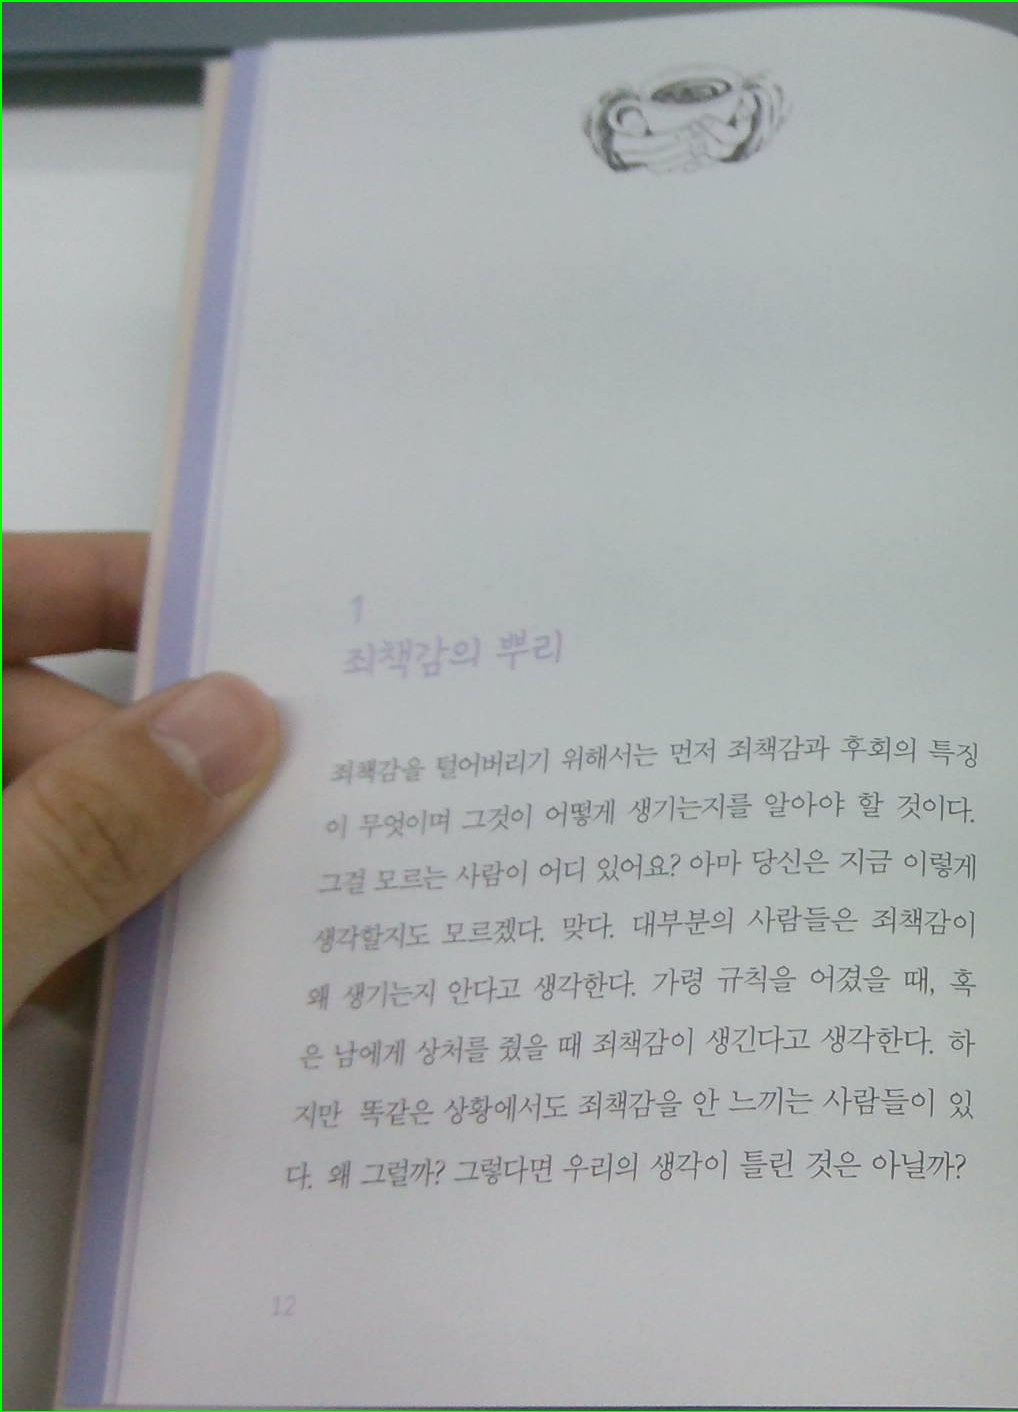 1
죄책감의 뿌리
죄책감을 털어버리기 위해서는 먼저 죄책감과 후회의 특징
이 무엇이며 그것이 어떻게 생기는지를 알아야 할 것이다.
그걸 모르는 사람이 어디 있어요? 아마 당신은 지금 이렇게
생각할지도 모르겠다. 맞다. 대부분의 사람들은 죄책감이
왜 생기는지 안다고 생각한다. 가령 규칙을 어겼을 때, 혹
은 남에게 상처를 줬을 때 죄책감이 생긴다고 생각한다. 하
지만 똑같은 상황에서도 죄책감을 안 느끼는 사람들이 있
다. 왜 그럴까? 그렇다면 우리의 생각이 틀린 것은 아닐까?
12